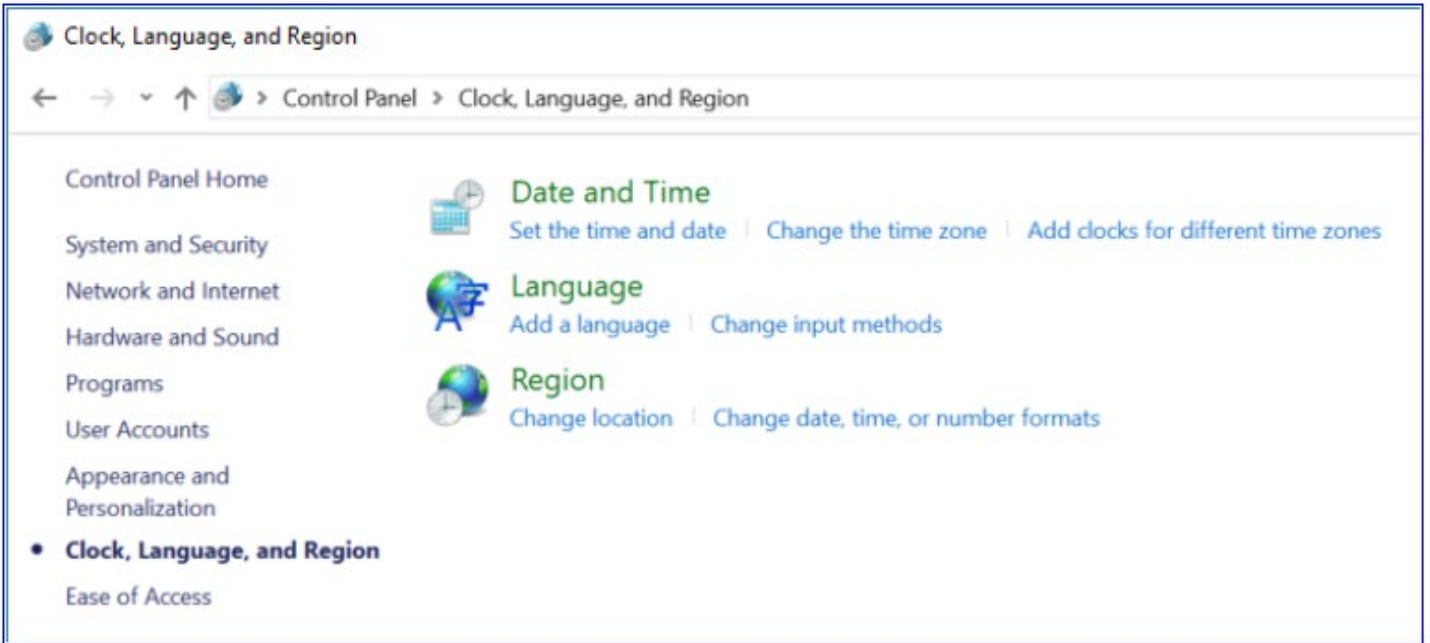 Clock, Language, and Region
Control Panel > Clock, Language, and Region
Control Panel Home
System and Security
Network and Internet
Hardware and Sound
Programs
User Accounts
Appearance and
Personalization
Clock, Language, and Region
Ease of Access
Date and Time
Set the time and date | Change the time zone | Add clocks for different time zones
Language
Add a language | Change input methods
Region
Change location | Change date, time, or number formats